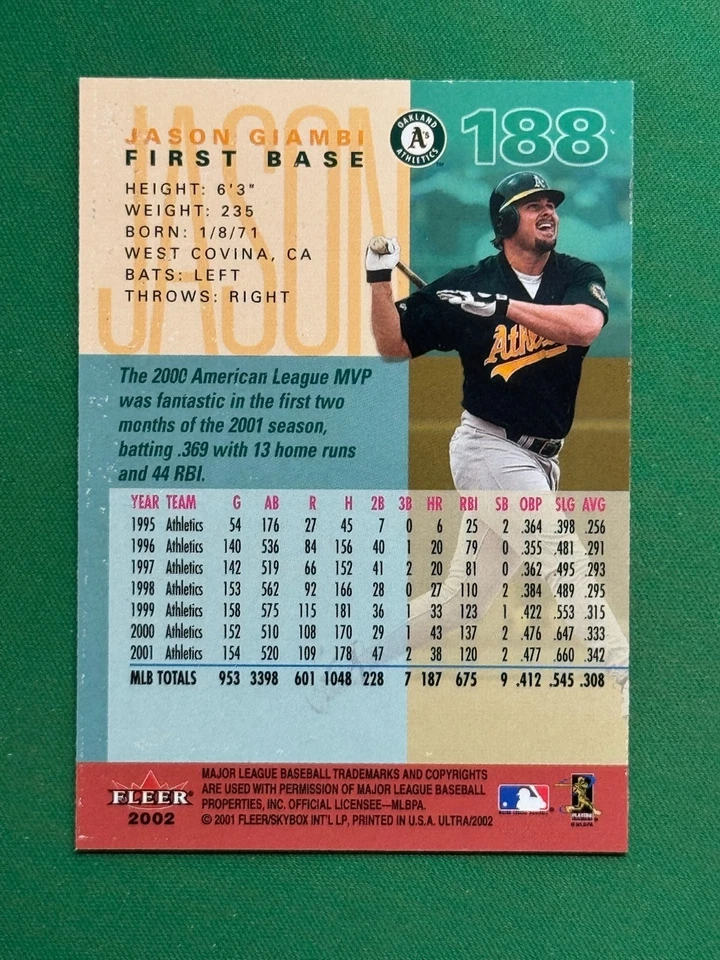 JASON
JASON GIAMBI
FIRST BASE
OAKLAND
A's
ATHLETICS
TM
188
HEIGHT: 6'3"
WEIGHT: 235
BORN: 1/8/71
WEST COVINA, CA
BATS: LEFT
THROWS: RIGHT
A's
Athletics
The 2000 American League MVP
was fantastic in the first two
months of the 2001 season,
batting .369 with 13 home runs
and 44 RBI.
YEAR TEAM G AB R H 2B 3B HR RBI SB OBP SLG AVG
1995 Athletics 54 176 27 45 7 0 6 25 2 .364 .398 .256
1996 Athletics 140 536 84 156 40 1 20 79 0 .355 .481 .291
1997 Athletics 142 519 66 152 41 2 20 81 0 .362 .495 .293
1998 Athletics 153 562 92 166 28 0 27 110 2 .384 .489 .295
1999 Athletics 158 575 115 181 36 1 33 123 1 .422 .553 .315
2000 Athletics 152 510 108 170 29 1 43 137 2 .476 .647 .333
2001 Athletics 154 520 109 178 47 2 38 120 2 .477 .660 .342
MLB TOTALS 953 3398 601 1048 228 7 187 675 9 .412 .545 .308
FLEER
2002
MAJOR LEAGUE BASEBALL TRADEMARKS AND COPYRIGHTS
ARE USED WITH PERMISSION OF MAJOR LEAGUE BASEBALL
PROPERTIES, INC. OFFICIAL LICENSEE—MLBPA.
© 2001 FLEER/SKYBOX INT'L LP, PRINTED IN U.S.A. ULTRA/2002